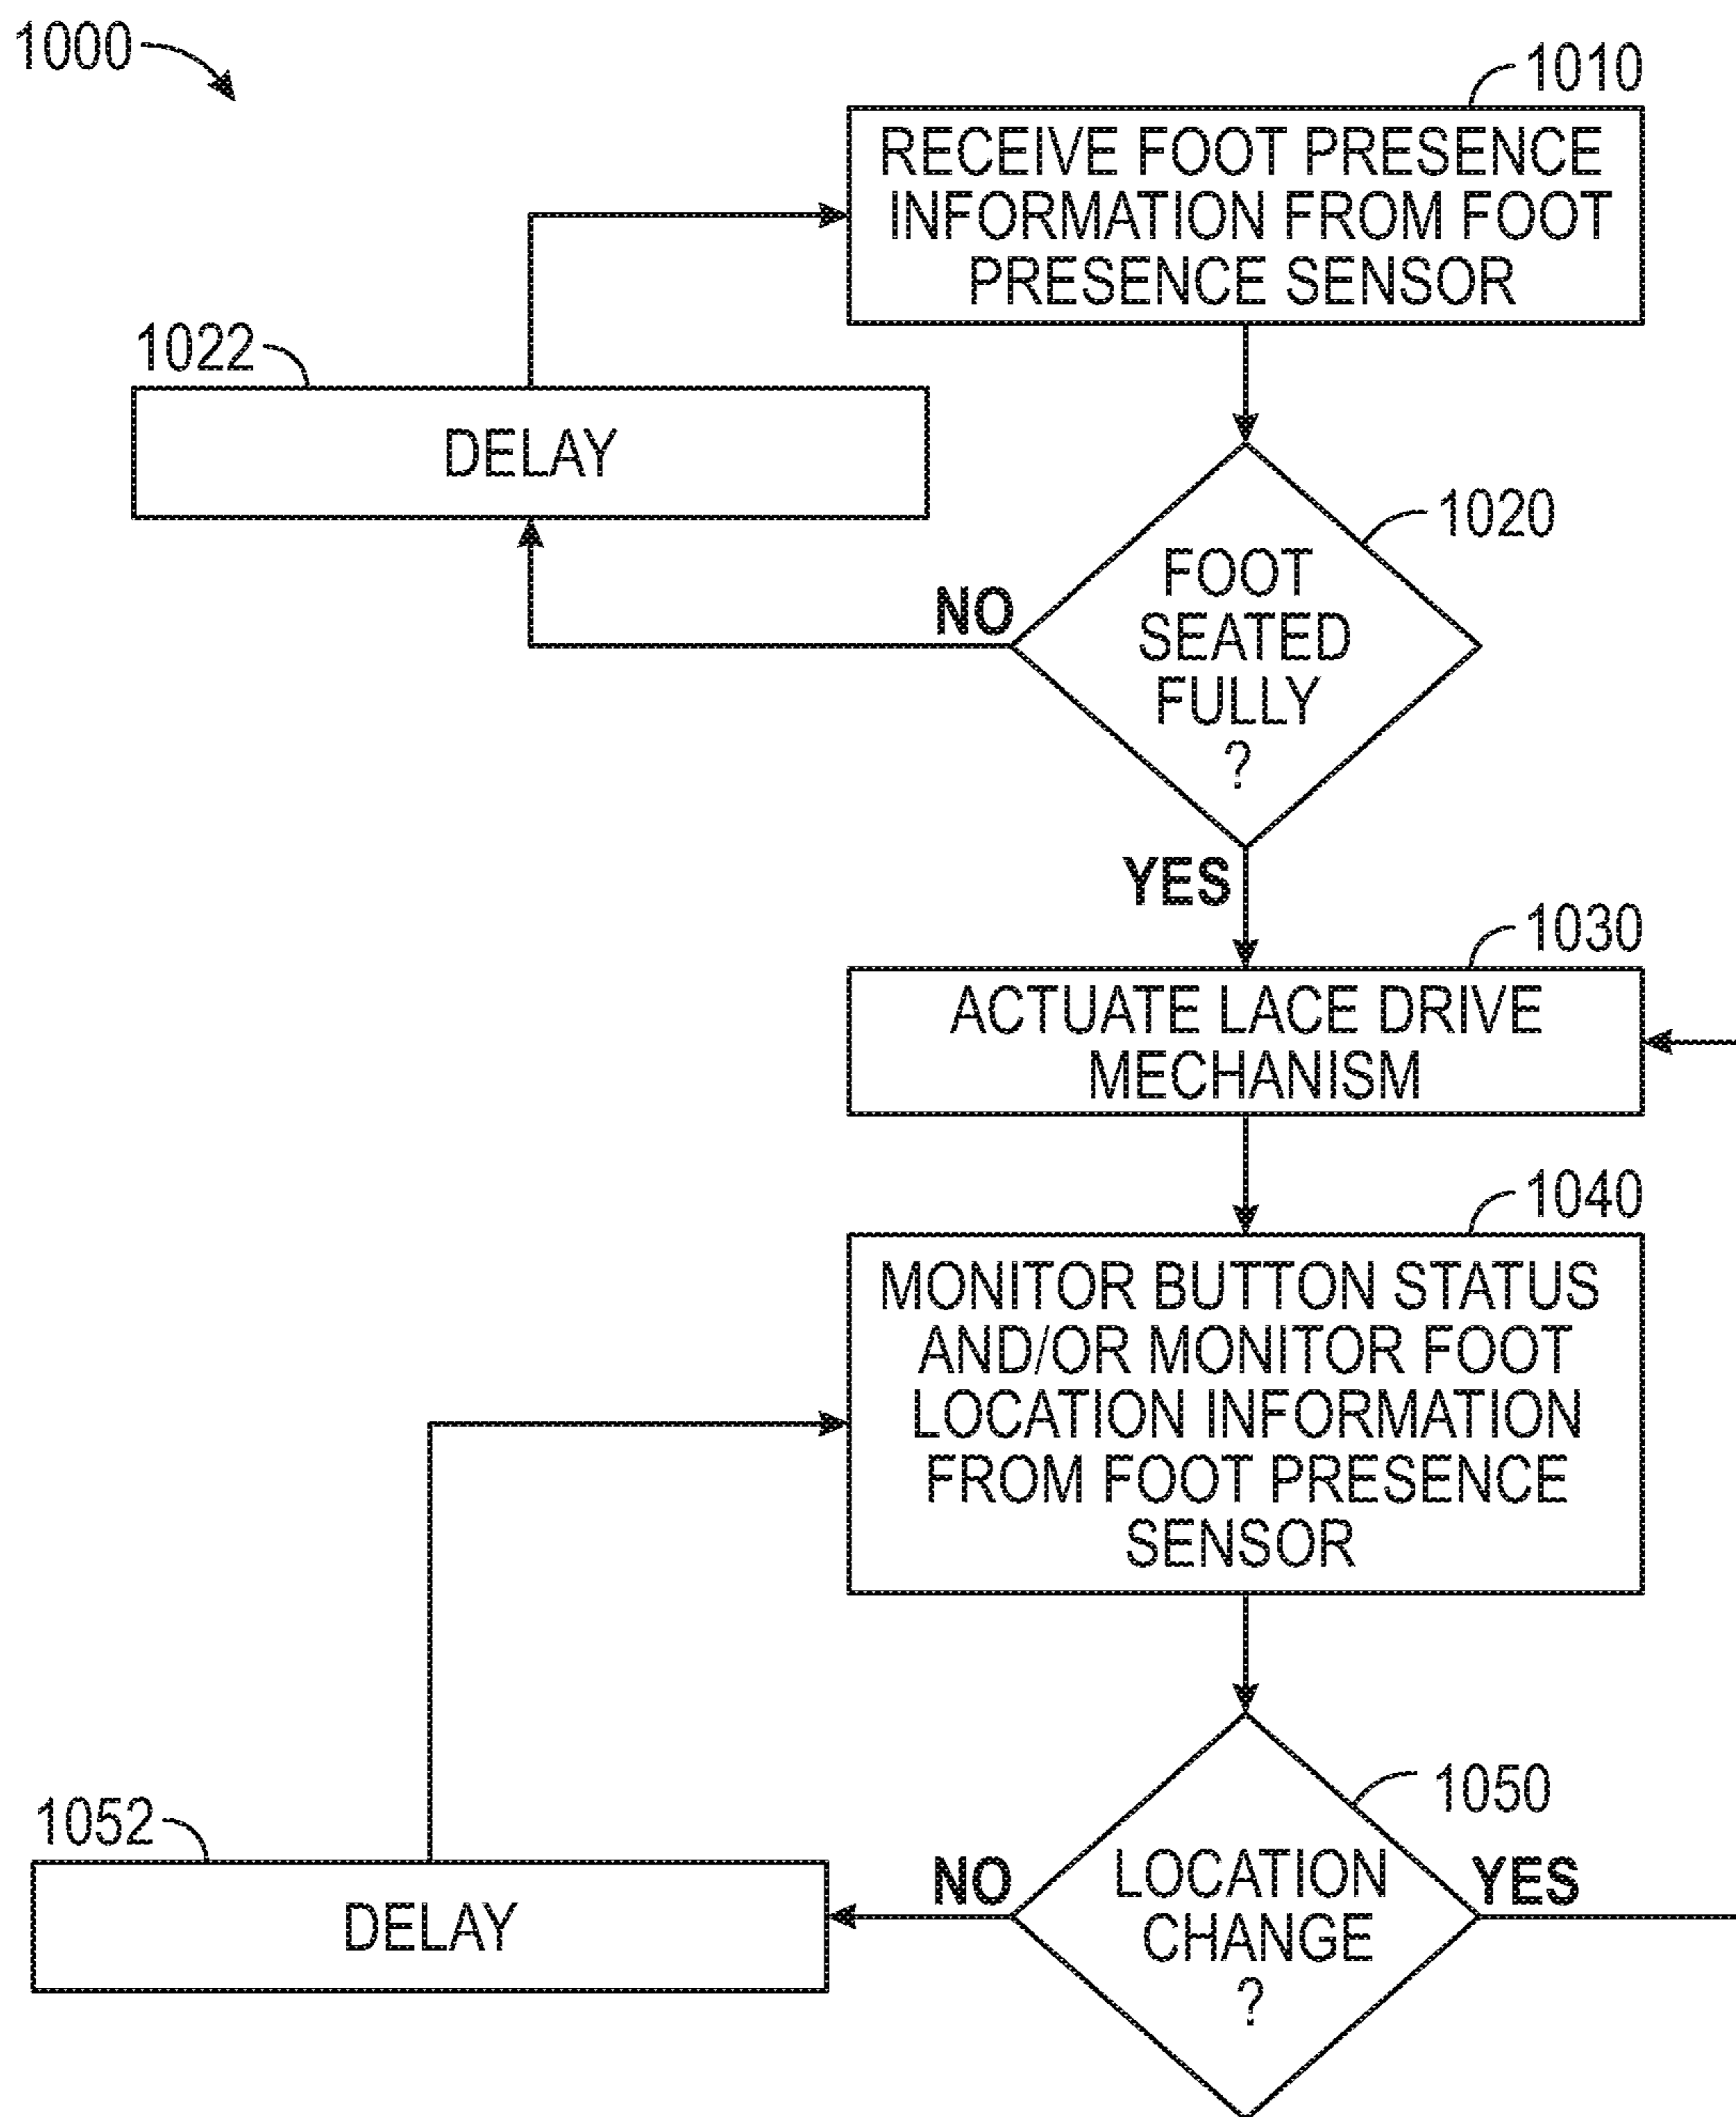 1000
1010
RECEIVE FOOT PRESENCE
INFORMATION FROM FOOT
PRESENCE SENSOR
1022
DELAY
1020
FOOT
SEATED
FULLY
?
NO
YES
1030
ACTUATE LACE DRIVE
MECHANISM
1040
MONITOR BUTTON STATUS
AND/OR MONITOR FOOT
LOCATION INFORMATION
FROM FOOT PRESENCE
SENSOR
1050
LOCATION
CHANGE
?
NO
YES
1052
DELAY